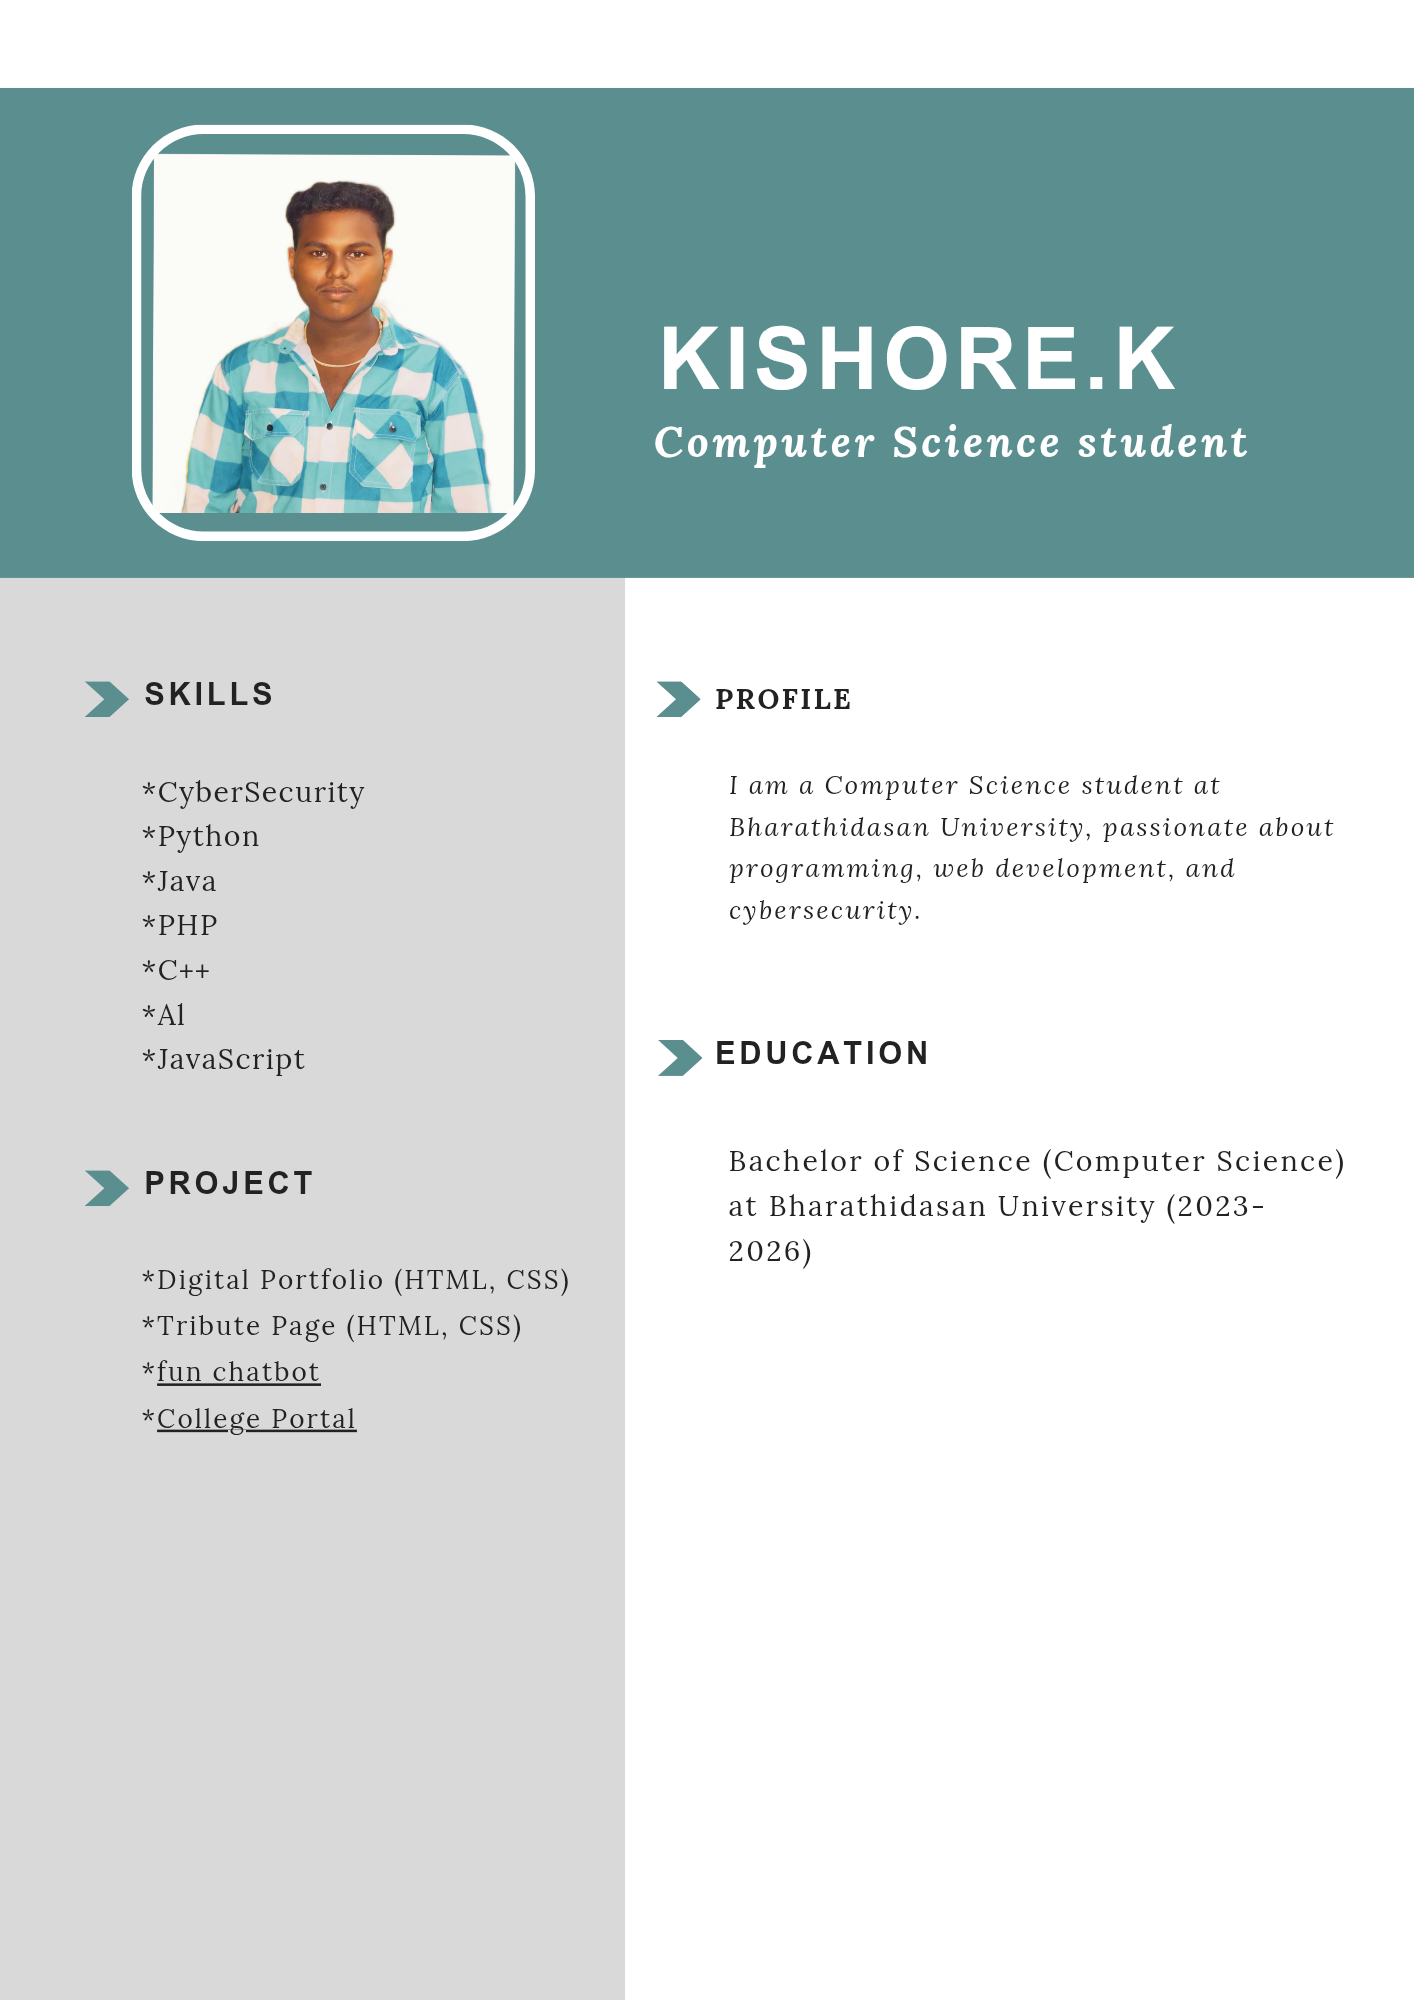 KISHORE.K
Computer Science student
SKILLS
*CyberSecurity
*Python
*Java
*PHP
*C++
*Al
*JavaScript
PROJECT
*Digital Portfolio (HTML, CSS)
*Tribute Page (HTML, CSS)
*fun chatbot
*College Portal
PROFILE
I am a Computer Science student at
Bharathidasan University, passionate about
programming, web development, and
cybersecurity.
EDUCATION
Bachelor of Science (Computer Science)
at Bharathidasan University (2023-
2026)